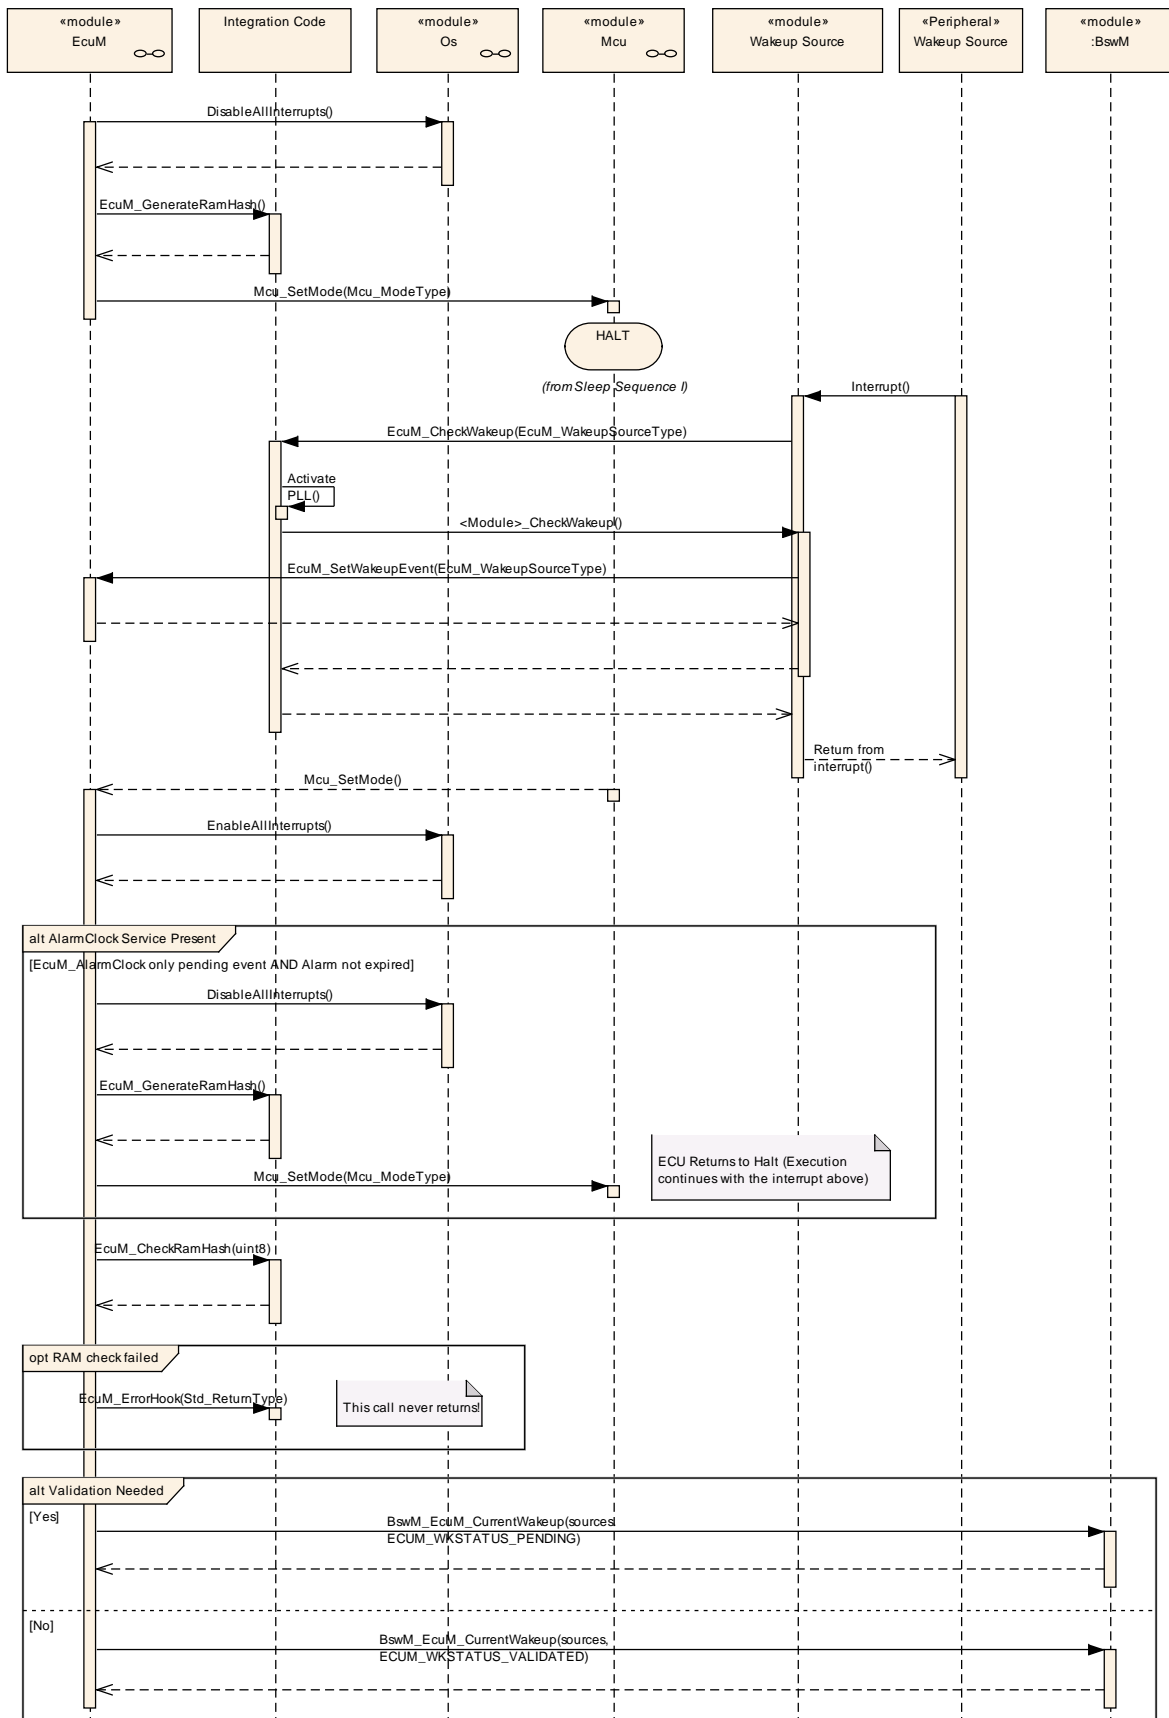 «module»
EcuM
Integration Code
«module»
Os
«module»
Mcu
«module»
Wakeup Source
«Peripheral»
Wakeup Source
«module»
:BswM
DisableAllInterrupts()
EcuM_GenerateRamHash()
Mcu_SetMode(Mcu_ModeType)
HALT
(from Sleep Sequence I)
Interrupt()
EcuM_CheckWakeup(EcuM_WakeupSourceType)
Activate
PLL()
<Module>_CheckWakeup()
EcuM_SetWakeupEvent(EcuM_WakeupSourceType)
Return from
interrupt()
Mcu_SetMode()
EnableAllInterrupts()
alt AlarmClock Service Present
[EcuM_AlarmClock only pending event AND Alarm not expired]
DisableAllInterrupts()
EcuM_GenerateRamHash()
ECU Returns to Halt (Execution
continues with the interrupt above)
Mcu_SetMode(Mcu_ModeType)
EcuM_CheckRamHash(uint8)
opt RAM check failed
EcuM_ErrorHook(Std_ReturnType)
This call never returns!
alt Validation Needed
[Yes]
BswM_EcuM_CurrentWakeup(sources,
ECUM_WKSTATUS_PENDING)
[No]
BswM_EcuM_CurrentWakeup(sources,
ECUM_WKSTATUS_VALIDATED)